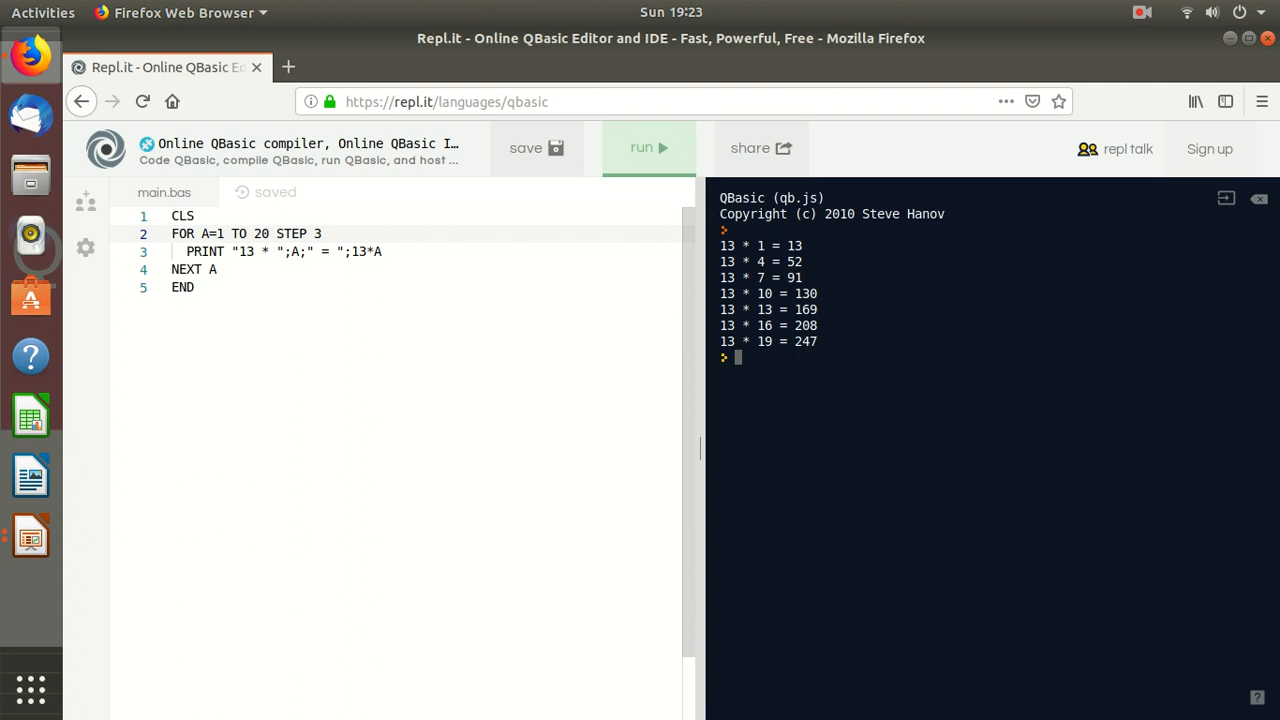 Activities Firefox Web Browser Sun 19:23
Repl.it - Online QBasic Editor and IDE - Fast, Powerful, Free - Mozilla Firefox
Repl.it - Online QBasic Ed
https://repl.it/languages/qbasic
Online QBasic compiler, Online QBasic I...
Code QBasic, compile QBasic, run QBasic, and host ...
save run share repl talk Sign up
main.bas saved
1 CLS
2 FOR A=1 TO 20 STEP 3
3 PRINT "13 * ";A;" = ";13*A
4 NEXT A
5 END
QBasic (qb.js)
Copyright (c) 2010 Steve Hanov
13 * 1 = 13
13 * 4 = 52
13 * 7 = 91
13 * 10 = 130
13 * 13 = 169
13 * 16 = 208
13 * 19 = 247